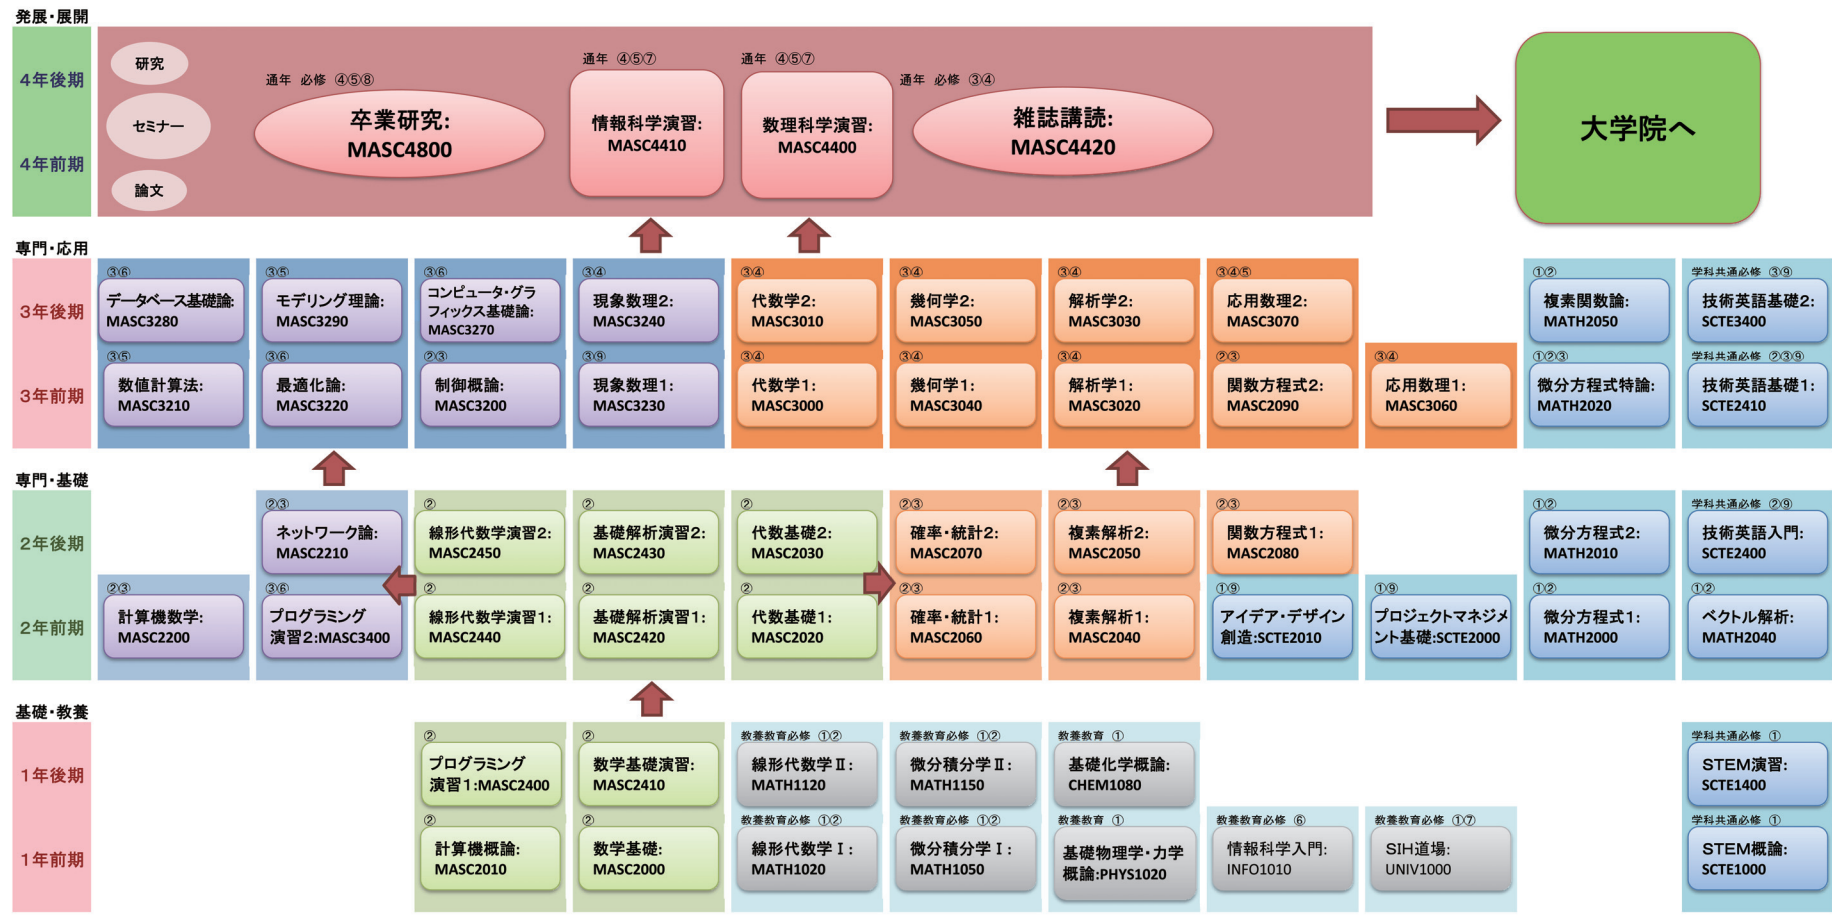 発展・展開
4年後期
4年前期
研究
セミナー
論文
通年 必修 ④⑤⑧
卒業研究:
MASC4800
通年 ④⑤⑦
情報科学演習:
MASC4410
通年 ④⑤⑦
数理科学演習:
MASC4400
通年 必修 ③④
雑誌講読:
MASC4420
大学院へ
専門・応用
3年後期
③⑥
データベース基礎論:
MASC3280
③⑤
モデリング理論:
MASC3290
③⑥
コンピュータ・グラ
フィックス基礎論:
MASC3270
③④
現象数理2:
MASC3240
③④
代数学2:
MASC3010
③④
幾何学2:
MASC3050
③④
解析学2:
MASC3030
③④⑤
応用数理2:
MASC3070
①②
複素関数論:
MATH2050
学科共通必修 ③⑨
技術英語基礎2:
SCTE3400
3年前期
③⑤
数値計算法:
MASC3210
③⑥
最適化論:
MASC3220
②③
制御概論:
MASC3200
③⑨
現象数理1:
MASC3230
③④
代数学1:
MASC3000
③④
幾何学1:
MASC3040
③④
解析学1:
MASC3020
②③
関数方程式2:
MASC2090
③④
応用数理1:
MASC3060
①②③
微分方程式特論:
MATH2020
学科共通必修 ②③⑨
技術英語基礎1:
SCTE2410
専門・基礎
2年後期
②③
ネットワーク論:
MASC2210
②
線形代数学演習2:
MASC2450
②
基礎解析演習2:
MASC2430
②
代数基礎2:
MASC2030
②③
確率・統計2:
MASC2070
②③
複素解析2:
MASC2050
②③
関数方程式1:
MASC2080
①②
微分方程式2:
MATH2010
学科共通必修 ②⑨
技術英語入門:
SCTE2400
2年前期
②③
計算機数学:
MASC2200
③⑥
プログラミング
演習2:MASC3400
②
線形代数学演習1:
MASC2440
②
基礎解析演習1:
MASC2420
②
代数基礎1:
MASC2020
②③
確率・統計1:
MASC2060
②③
複素解析1:
MASC2040
①⑨
アイデア・デザイン
創造:SCTE2010
①⑨
プロジェクトマネジメ
ント基礎:SCTE2000
①②
微分方程式1:
MATH2000
①②
ベクトル解析:
MATH2040
基礎・教養
1年後期
②
プログラミング
演習1:MASC2400
②
数学基礎演習:
MASC2410
教養教育必修 ①②
線形代数学Ⅱ:
MATH1120
教養教育必修 ①②
微分積分学Ⅱ:
MATH1150
教養教育 ①
基礎化学概論:
CHEM1080
学科共通必修 ①
STEM演習:
SCTE1400
1年前期
②
計算機概論:
MASC2010
②
数学基礎:
MASC2000
教養教育必修 ①②
線形代数学Ⅰ:
MATH1020
教養教育必修 ①②
微分積分学Ⅰ:
MATH1050
教養教育 ①
基礎物理学・力学
概論:PHYS1020
教養教育必修 ⑥
情報科学入門:
INFO1010
教養教育必修 ①⑦
SIH道場:
UNIV1000
学科共通必修 ①
STEM概論:
SCTE1000